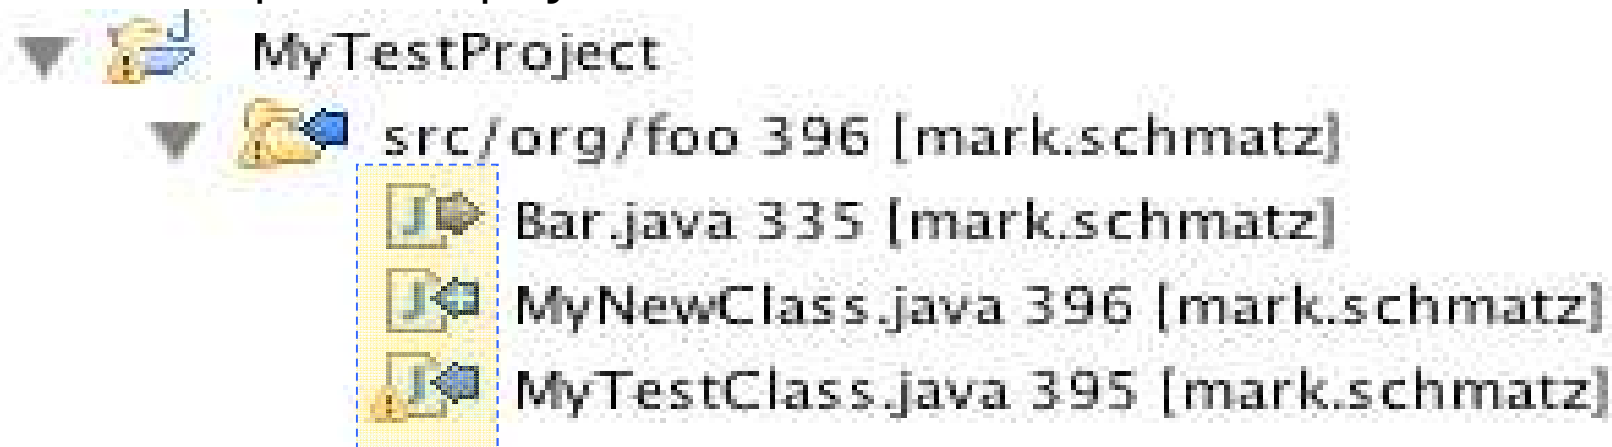 MyTestProject
src/org/foo 396 [mark.schmatz]
Bar.java 335 [mark.schmatz]
MyNewClass.java 396 [mark.schmatz]
MyTestClass.java 395 [mark.schmatz]